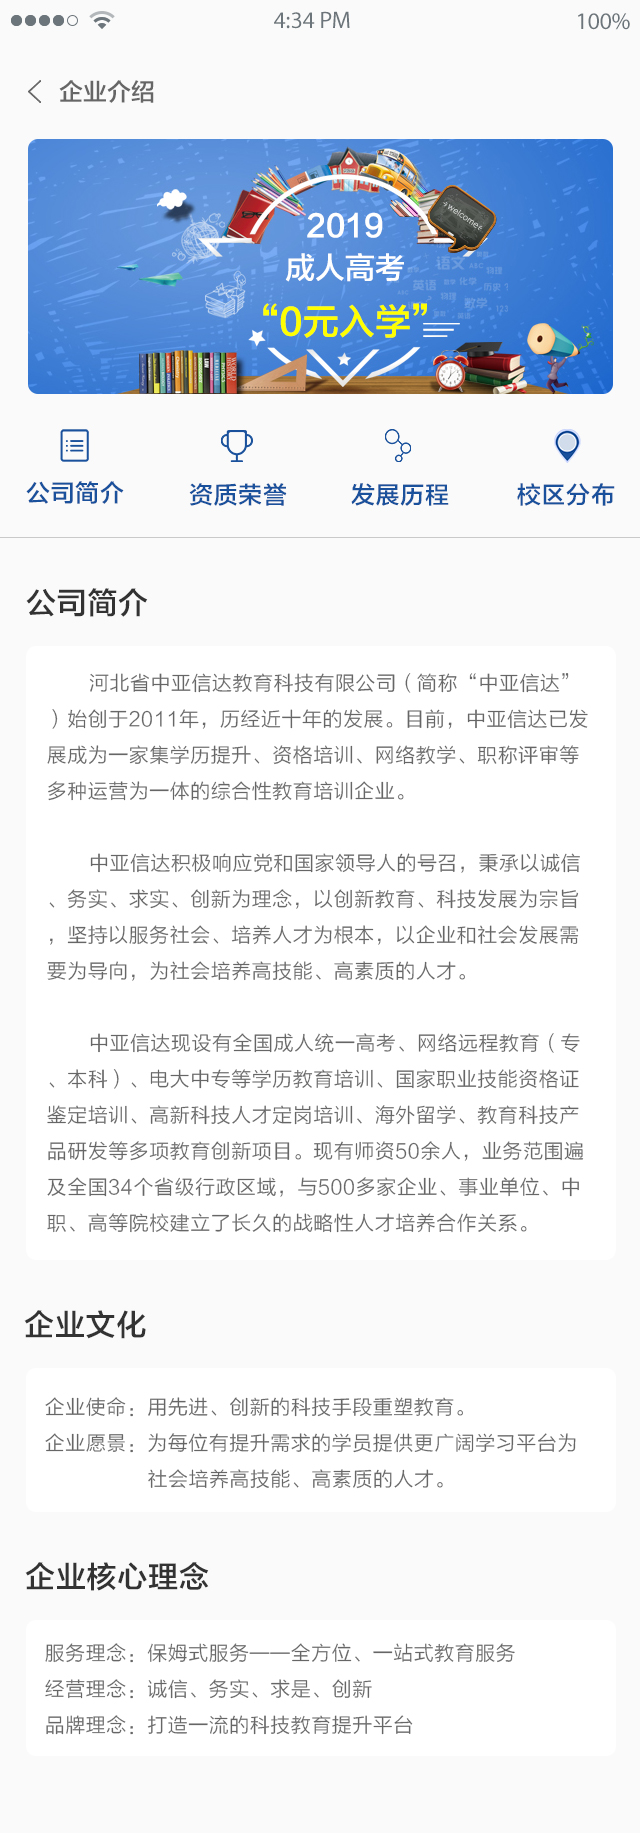 4:34 PM
100%
企业介绍
welcome
2019
成人高考
“0元入学”
语文
英语
数学
公司简介
资质荣誉
发展历程
校区分布
公司简介
河北省中亚信达教育科技有限公司（简称“中亚信达”
）始创于2011年，历经近十年的发展。目前，中亚信达已发
展成为一家集学历提升、资格培训、网络教学、职称评审等
多种运营为一体的综合性教育培训企业。
中亚信达积极响应党和国家领导人的号召，秉承以诚信
、务实、求实、创新为理念，以创新教育、科技发展为宗旨
，坚持以服务社会、培养人才为根本，以企业和社会发展需
要为导向，为社会培养高技能、高素质的人才。
中亚信达现设有全国成人统一高考、网络远程教育（专
、本科）、电大中专等学历教育培训、国家职业技能资格证
鉴定培训、高新科技人才定岗培训、海外留学、教育科技产
品研发等多项教育创新项目。现有师资50余人，业务范围遍
及全国34个省级行政区域，与500多家企业、事业单位、中
职、高等院校建立了长久的战略性人才培养合作关系。
企业文化
企业使命：用先进、创新的科技手段重塑教育。
企业愿景：为每位有提升需求的学员提供更广阔学习平台为
社会培养高技能、高素质的人才。
企业核心理念
服务理念：保姆式服务——全方位、一站式教育服务
经营理念：诚信、务实、求是、创新
品牌理念：打造一流的科技教育提升平台